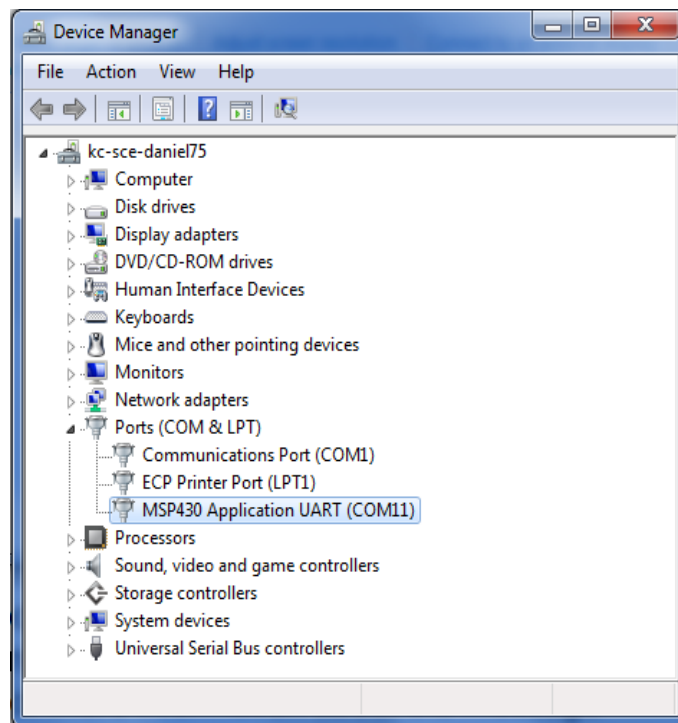 Device Manager
File Action View Help
kc-sce-daniel75
Computer
Disk drives
Display adapters
DVD/CD-ROM drives
Human Interface Devices
Keyboards
Mice and other pointing devices
Monitors
Network adapters
Ports (COM & LPT)
Communications Port (COM1)
ECP Printer Port (LPT1)
MSP430 Application UART (COM11)
Processors
Sound, video and game controllers
Storage controllers
System devices
Universal Serial Bus controllers